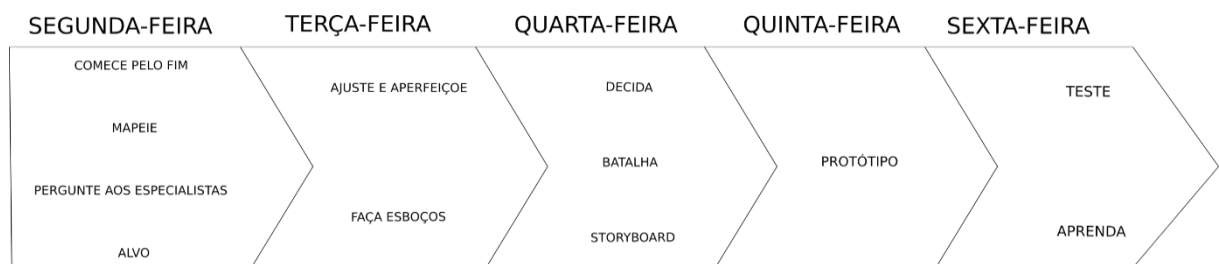 SEGUNDA-FEIRA
COMECE PELO FIM
MAPEIE
PERGUNTE AOS ESPECIALISTAS
ALVO
TERÇA-FEIRA
AJUSTE E APERFEIÇOE
FAÇA ESBOÇOS
QUARTA-FEIRA
DECIDA
BATALHA
STORYBOARD
QUINTA-FEIRA
PROTÓTIPO
SEXTA-FEIRA
TESTE
APRENDA